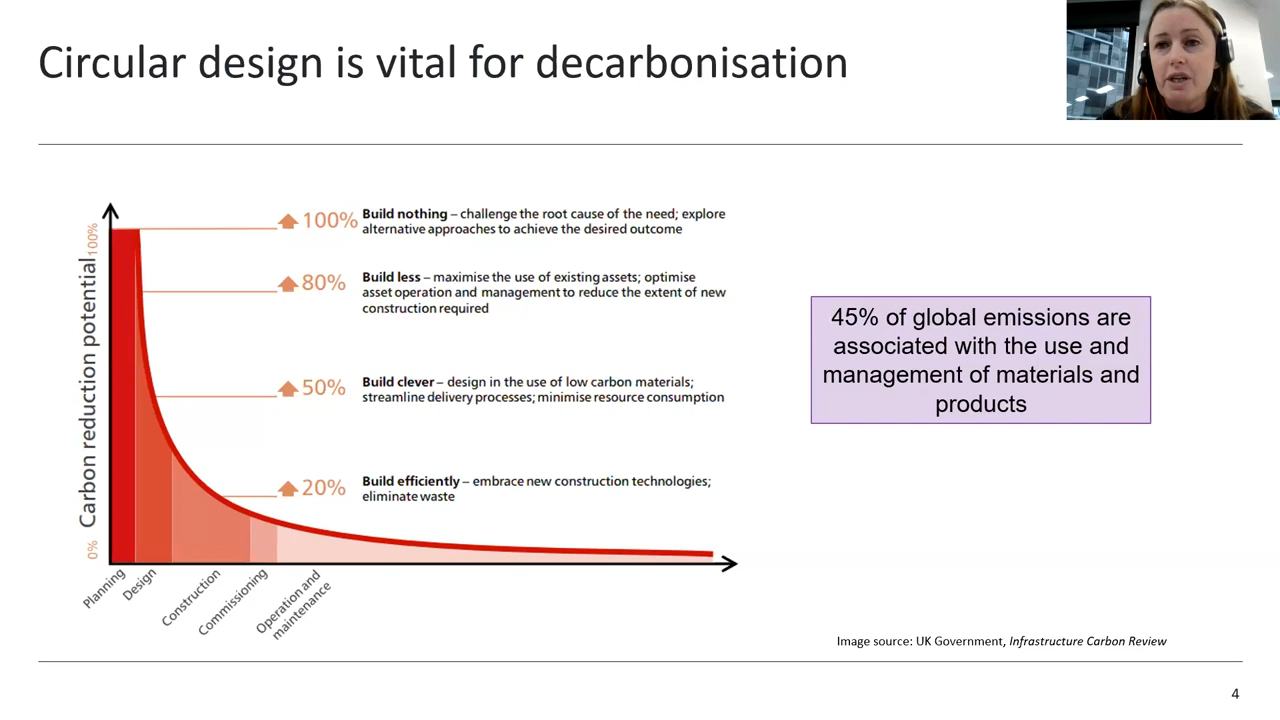 Circular design is vital for decarbonisation
Carbon reduction potential
100%
0%
100%
Build nothing – challenge the root cause of the need; explore
alternative approaches to achieve the desired outcome
80%
Build less – maximise the use of existing assets; optimise
asset operation and management to reduce the extent of new
construction required
50%
Build clever – design in the use of low carbon materials;
streamline delivery processes; minimise resource consumption
20%
Build efficiently – embrace new construction technologies;
eliminate waste
Planning
Design
Construction
Commissioning
Operation and
maintenance
45% of global emissions are
associated with the use and
management of materials and
products
Image source: UK Government, Infrastructure Carbon Review
4